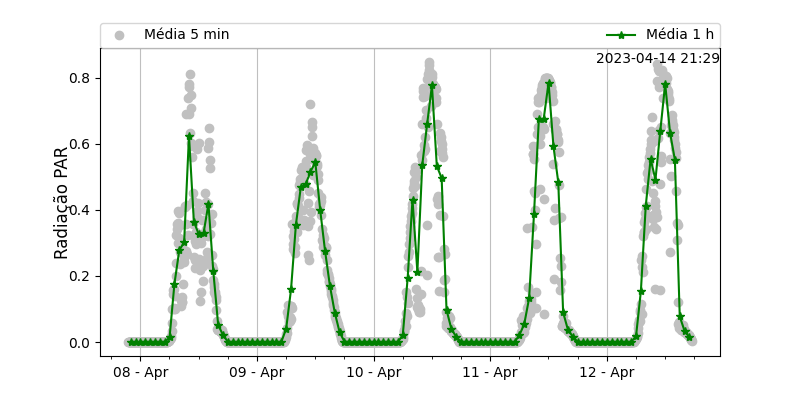 Média 5 min
Média 1 h
2023-04-14 21:29
Radiação PAR
0.8
0.6
0.4
0.2
0.0
08 - Apr
09 - Apr
10 - Apr
11 - Apr
12 - Apr